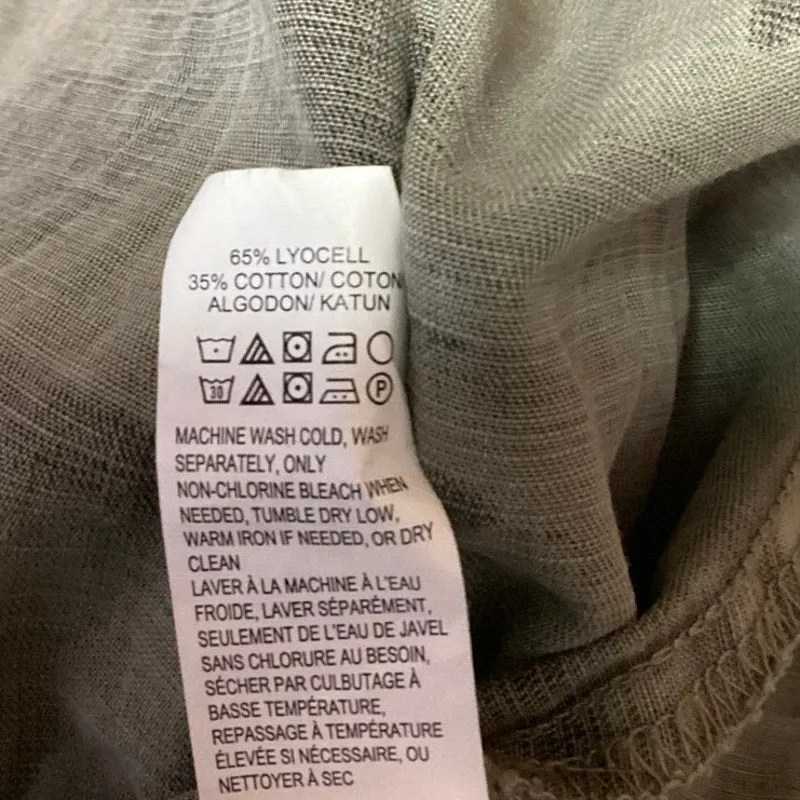 65% LYOCELL
35% COTTON/ COTON
ALGODON/ KATUN
30 P
MACHINE WASH COLD, WASH
SEPARATELY, ONLY
NON-CHLORINE BLEACH WHEN
NEEDED, TUMBLE DRY LOW,
WARM IRON IF NEEDED, OR DRY
CLEAN
LAVER À LA MACHINE À L'EAU
FROIDE, LAVER SÉPARÉMENT,
SEULEMENT DE L'EAU DE JAVEL
SANS CHLORURE AU BESOIN,
SÉCHER PAR CULBUTAGE À
BASSE TEMPÉRATURE,
REPASSAGE À TEMPÉRATURE
ÉLEVÉE SI NÉCESSAIRE, OU
NETTOYER À SEC